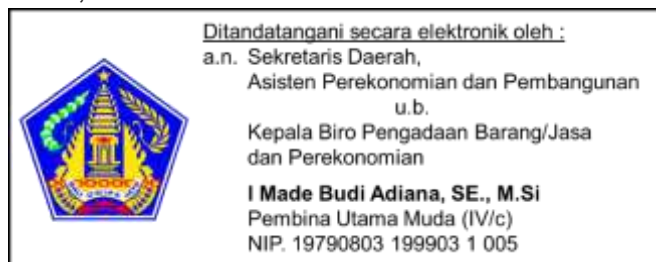 Ditandatangani secara elektronik oleh :
a.n. Sekretaris Daerah,
Asisten Perekonomian dan Pembangunan
u.b.
Kepala Biro Pengadaan Barang/Jasa
dan Perekonomian
I Made Budi Adiana, SE., M.Si
Pembina Utama Muda (IV/c)
NIP. 19790803 199903 1 005